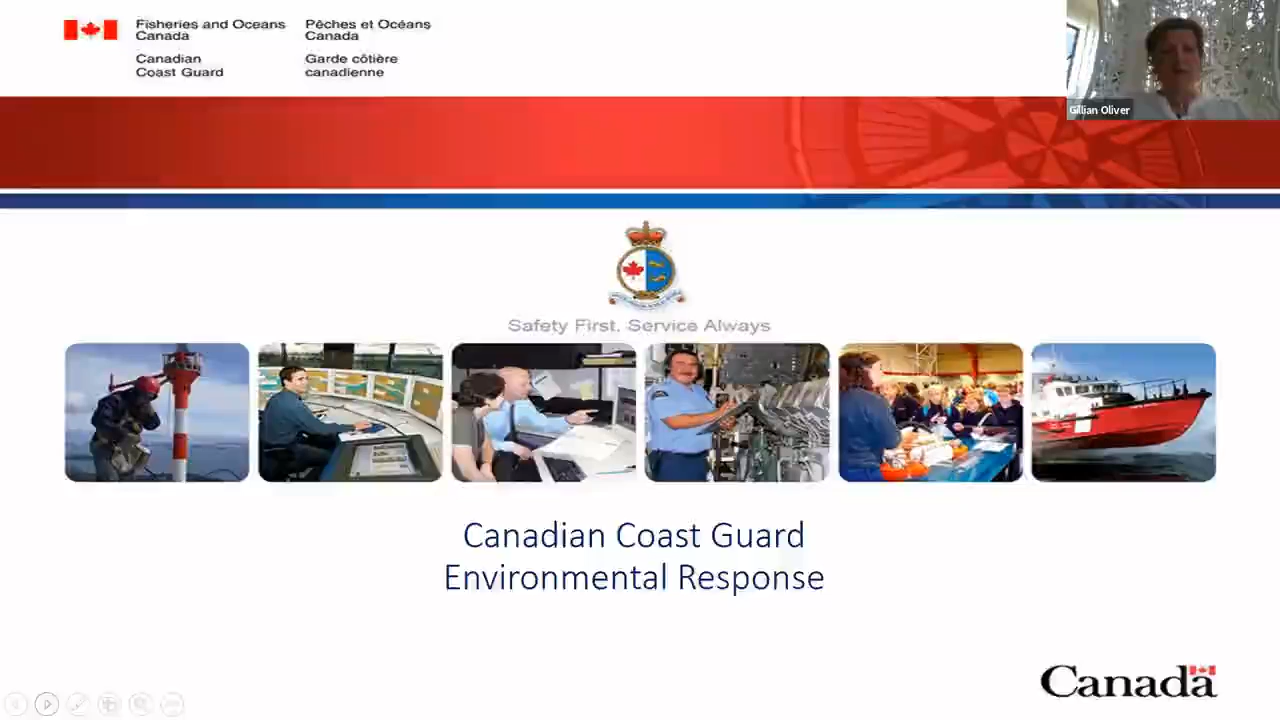 Fisheries and Oceans
Canada
Pêches et Océans
Canada
Canadian
Coast Guard
Garde côtière
canadienne
Gillian Oliver
Safety First, Service Always
Canadian Coast Guard
Environmental Response
Canada